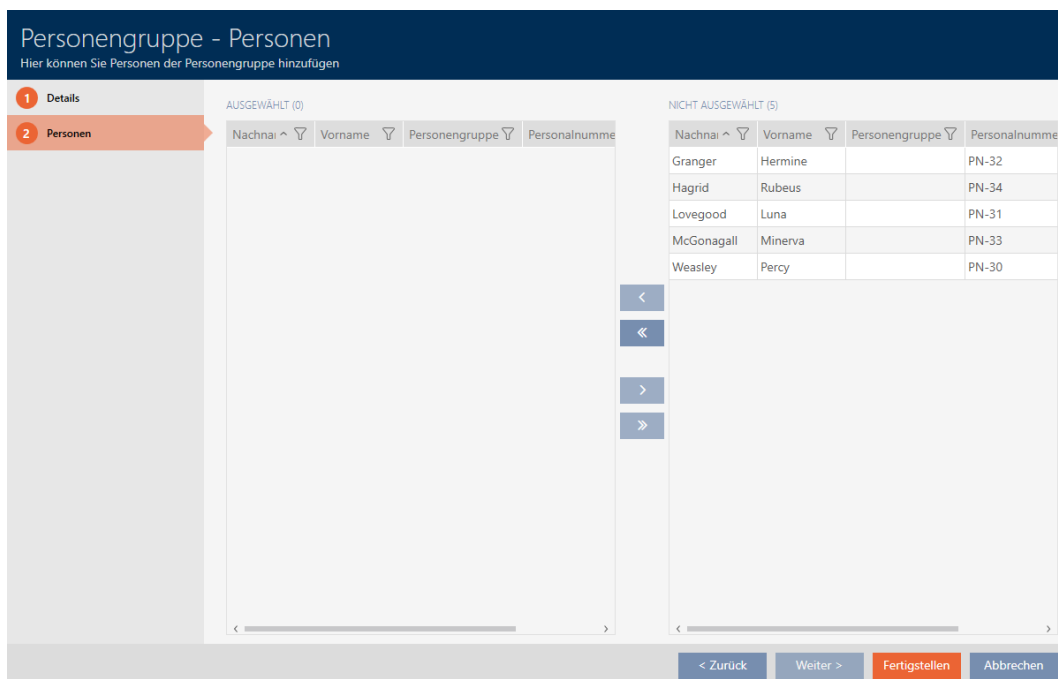 Personengruppe - Personen
Hier können Sie Personen der Personengruppe hinzufügen
1 Details
2 Personen
AUSGEWÄHLT (0)
Nachnai Vorname Personengruppe Personalnumme
NICHT AUSGEWÄHLT (5)
Nachnai Vorname Personengruppe Personalnumme
Granger Hermine PN-32
Hagrid Rubeus PN-34
Lovegood Luna PN-31
McGonagall Minerva PN-33
Weasley Percy PN-30
< Zurück Weiter > Fertigstellen Abbrechen